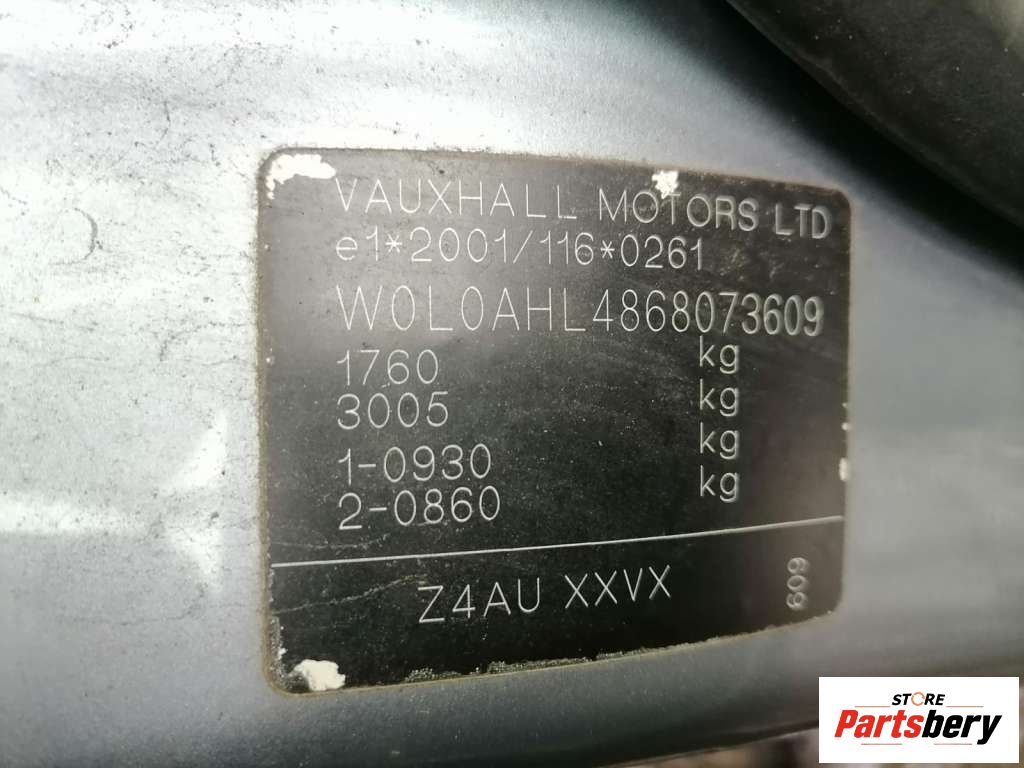 VAUXHALL MOTORS LTD
e1*2001/116*0261
W0L0AHL4868073609
1760 kg
3005 kg
1-0930 kg
2-0860 kg
Z4AU XXVX
609
STORE
Partsbery